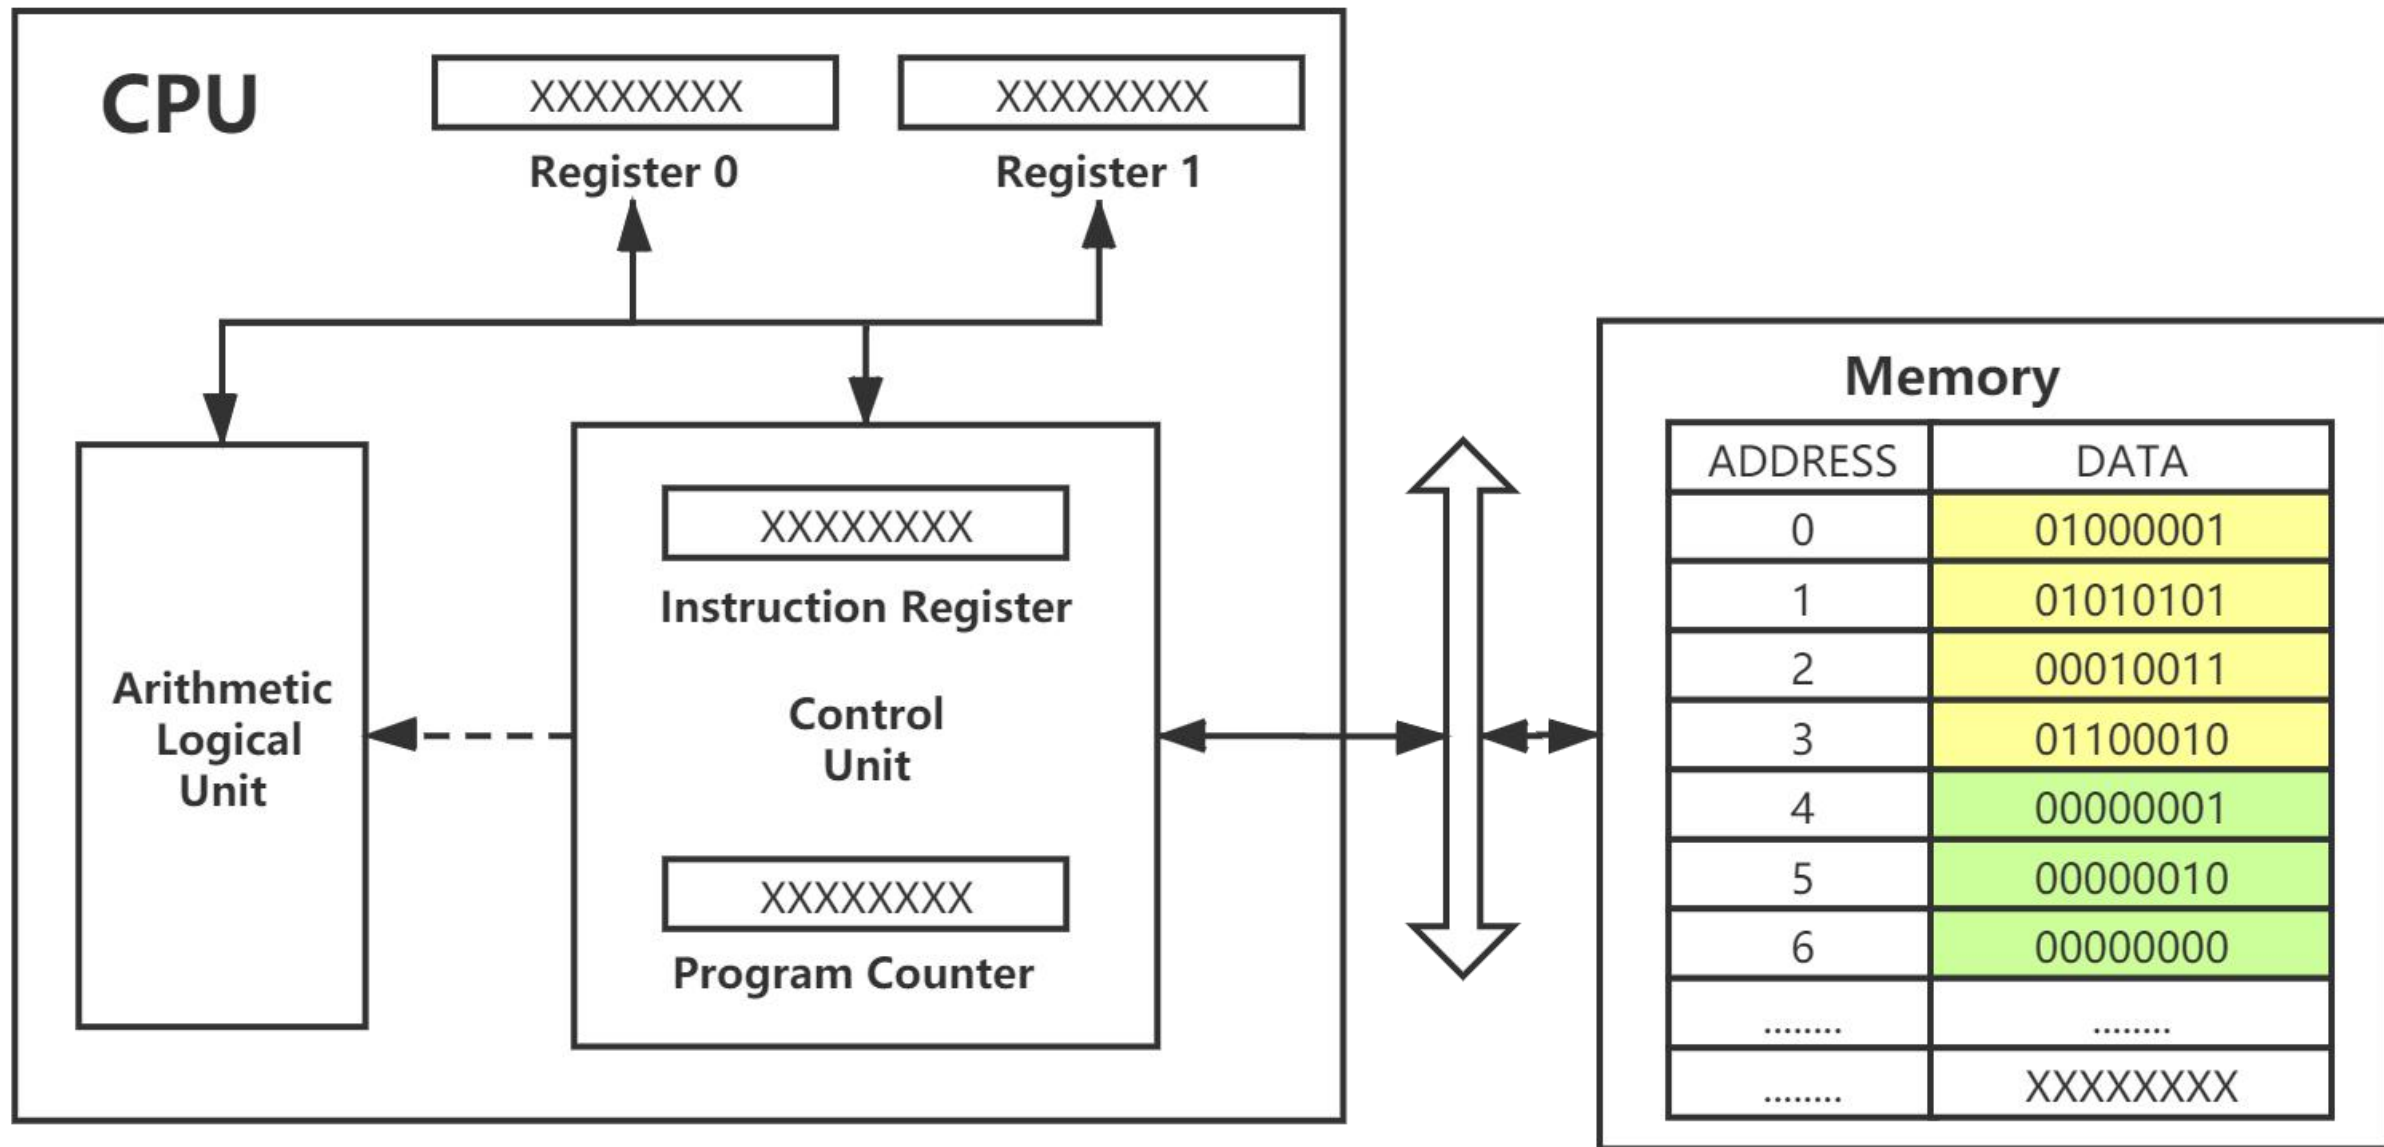 CPU
XXXXXXXX
XXXXXXXX
Register 0
Register 1
XXXXXXXX
Instruction Register
Arithmetic
Logical
Unit
Control
Unit
XXXXXXXX
Program Counter
Memory
ADDRESS DATA
0 01000001
1 01010101
2 00010011
3 01100010
4 00000001
5 00000010
6 00000000
........ ........
........ XXXXXXXX